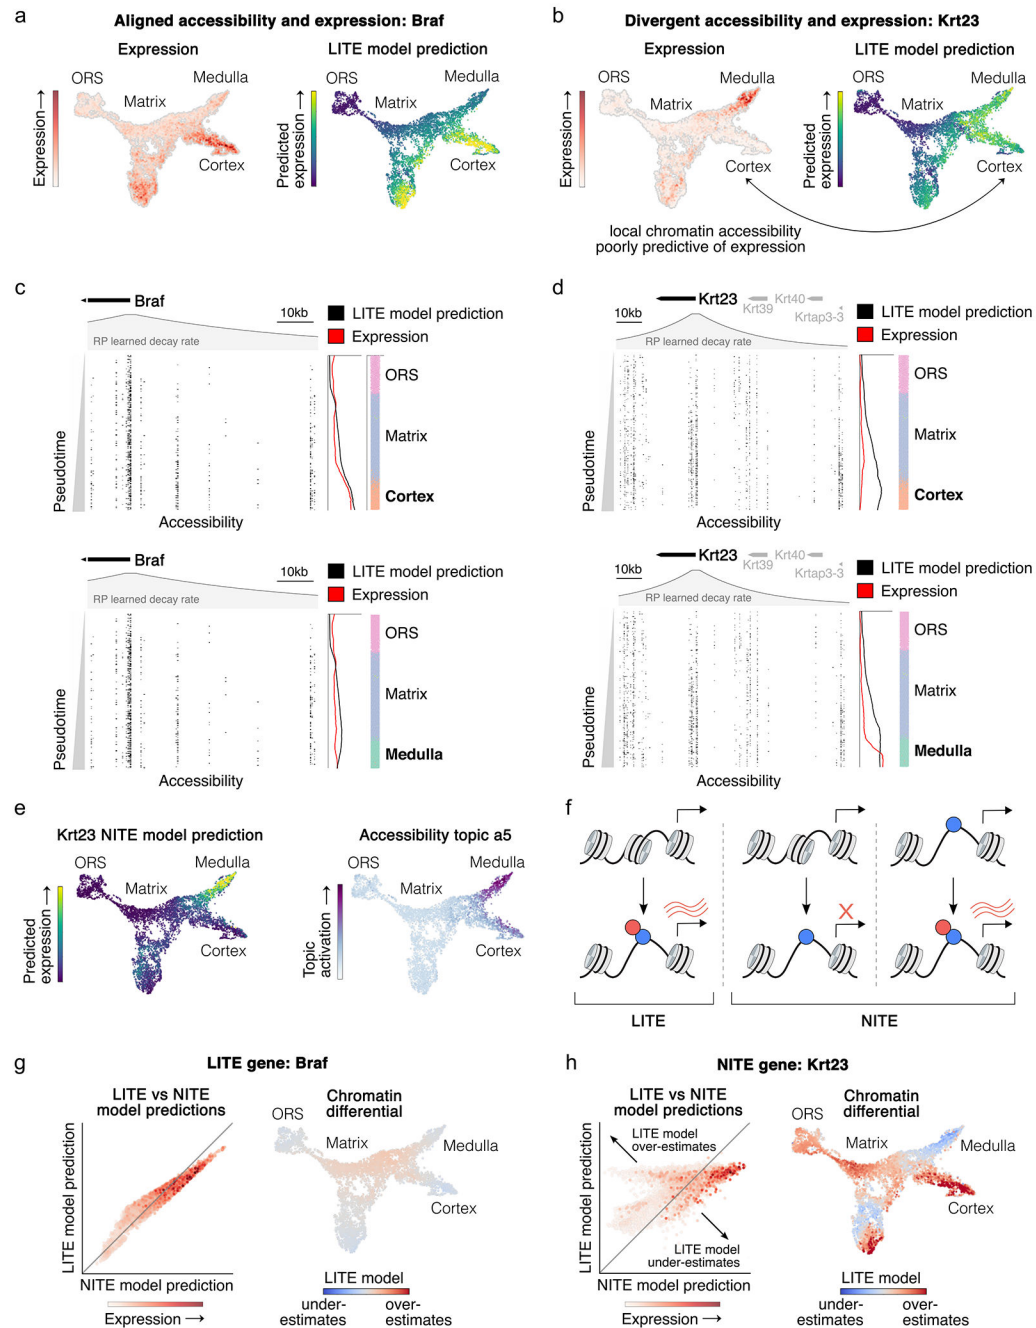 a
Aligned accessibility and expression: Braf
Expression
LITE model prediction
ORS
Matrix
Medulla
Cortex
Expression
Predicted
expression
b
Divergent accessibility and expression: Krt23
Expression
LITE model prediction
ORS
Matrix
Medulla
Cortex
Medulla
Matrix
Cortex
Expression
Predicted
expression
local chromatin accessibility
poorly predictive of expression
c
Braf
10kb
RP learned decay rate
LITE model prediction
Expression
ORS
Matrix
Cortex
Pseudotime
Accessibility
Braf
10kb
RP learned decay rate
LITE model prediction
Expression
ORS
Matrix
Medulla
Pseudotime
Accessibility
d
Krt23
Krt40
Krt39
Krtap3-3
10kb
RP learned decay rate
LITE model prediction
Expression
ORS
Matrix
Cortex
Pseudotime
Accessibility
Krt23
Krt40
Krt39
Krtap3-3
10kb
RP learned decay rate
LITE model prediction
Expression
ORS
Matrix
Medulla
Pseudotime
Accessibility
e
Krt23 NITE model prediction
ORS
Matrix
Medulla
Cortex
Predicted
expression
Accessibility topic a5
ORS
Matrix
Medulla
Cortex
Topic
activation
f
X
LITE
NITE
g
LITE gene: Braf
LITE vs NITE
model predictions
LITE model prediction
NITE model prediction
Expression
Chromatin
differential
ORS
Matrix
Medulla
Cortex
LITE model
under-
estimates
over-
estimates
h
NITE gene: Krt23
LITE vs NITE
model predictions
LITE model
over-estimates
LITE model
under-estimates
LITE model prediction
NITE model prediction
Expression
Chromatin
differential
ORS
Matrix
Medulla
Cortex
LITE model
under-
estimates
over-
estimates